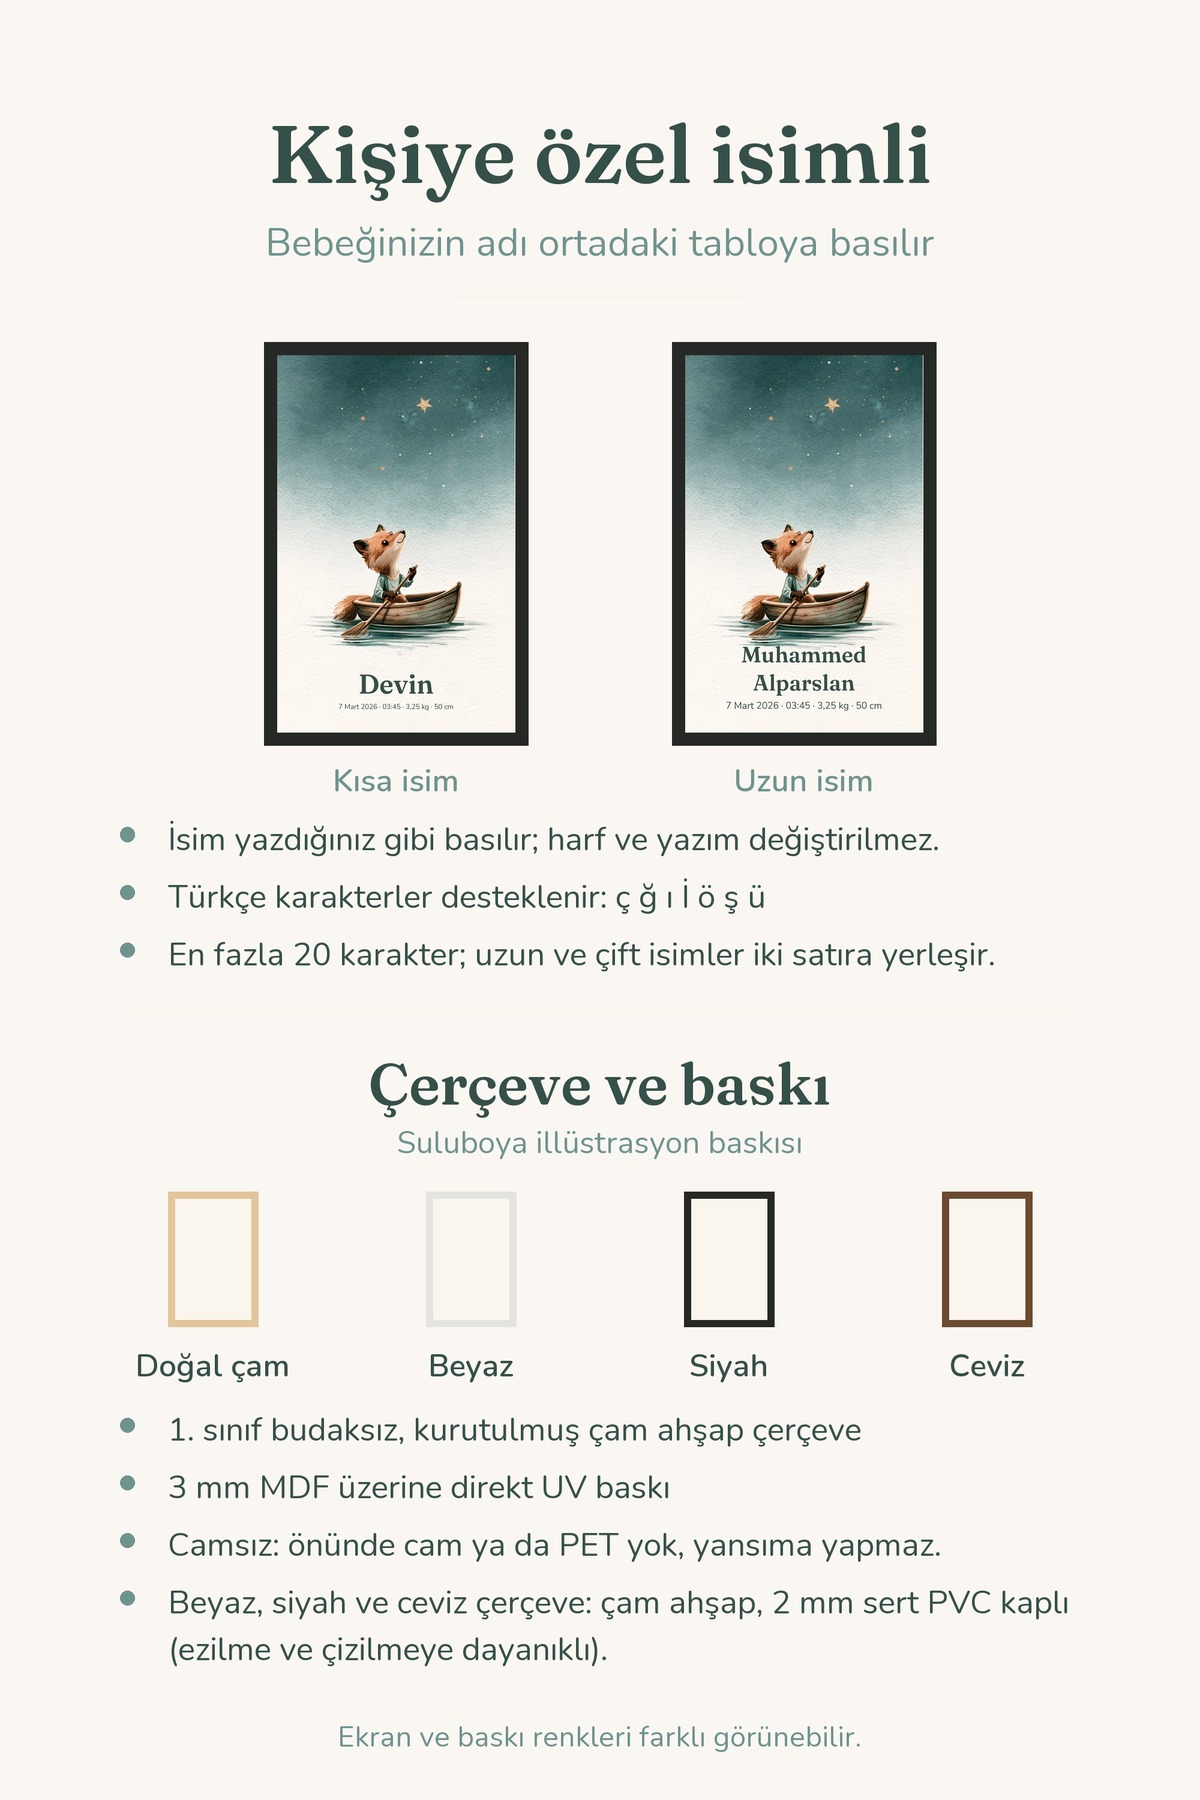 Kişiye özel isimli
Bebeğinizin adı ortadaki tabloya basılır
Devin
7 Mart 2026 · 03:45 · 3,25 kg · 50 cm
Muhammed
Alparslan
7 Mart 2026 · 03:45 · 3,25 kg · 50 cm
Kısa isim
Uzun isim
İsim yazdığınız gibi basılır; harf ve yazım değiştirilmez.
Türkçe karakterler desteklenir: ç ğ ı İ ö ş ü
En fazla 20 karakter; uzun ve çift isimler iki satıra yerleşir.
Çerçeve ve baskı
Suluboya illüstrasyon baskısı
Doğal çam
Beyaz
Siyah
Ceviz
1. sınıf budaksız, kurutulmuş çam ahşap çerçeve
3 mm MDF üzerine direkt UV baskı
Camsız: önünde cam ya da PET yok, yansıma yapmaz.
Beyaz, siyah ve ceviz çerçeve: çam ahşap, 2 mm sert PVC kaplı
(ezilme ve çizilmeye dayanıklı).
Ekran ve baskı renkleri farklı görünebilir.